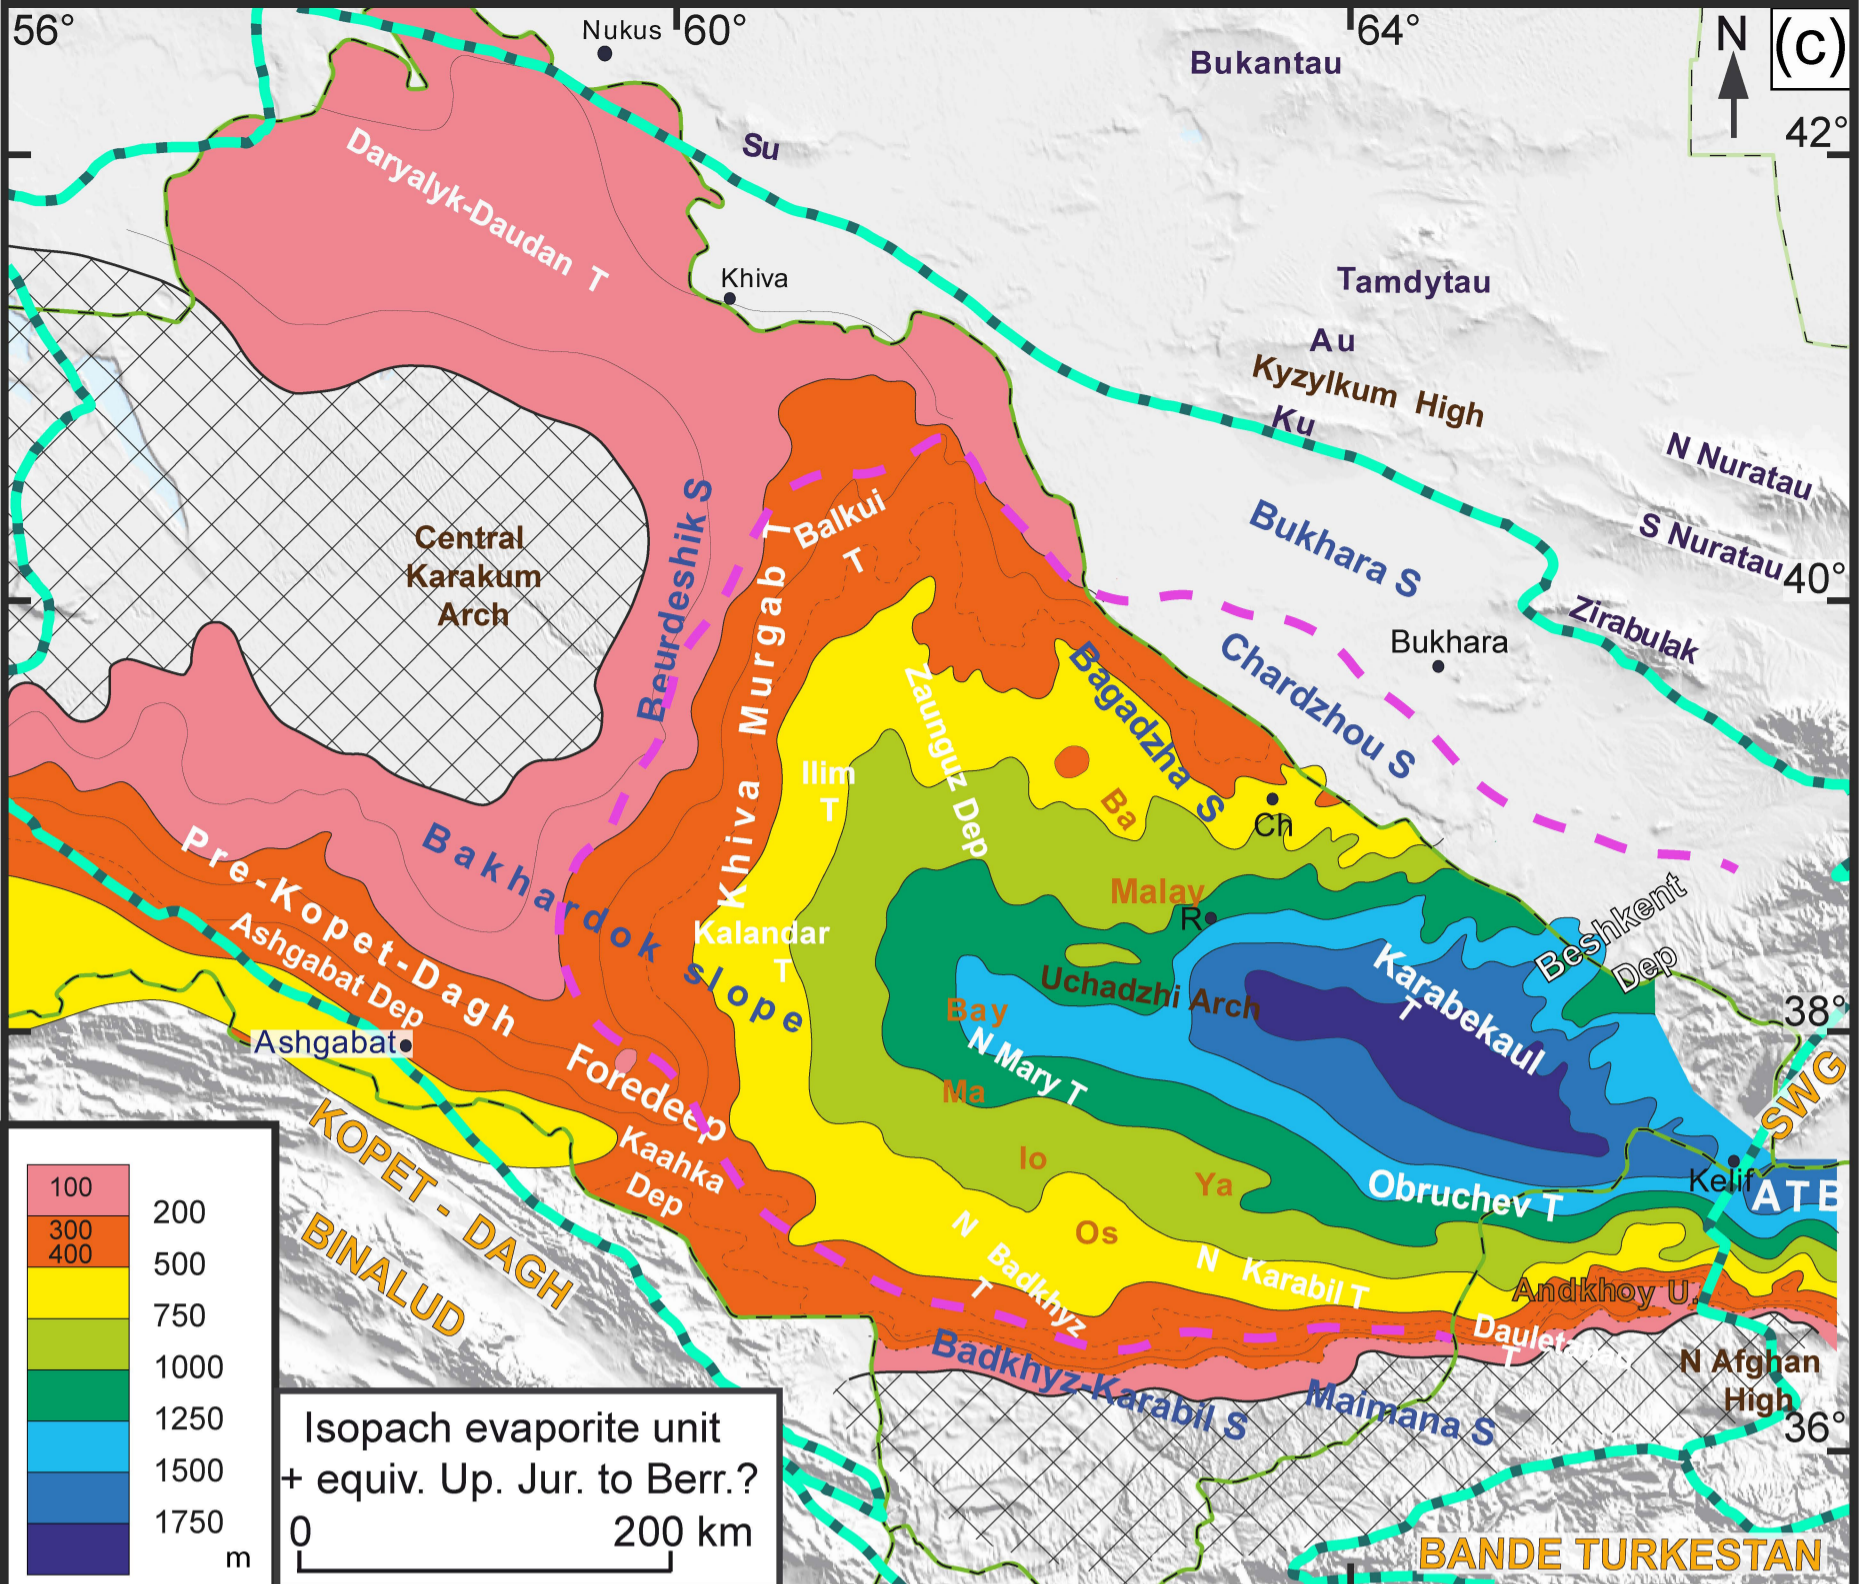 56°
Nukus
60°
64°
N
(c)
Bukantau
42°
Su
Daryalyk-Daudan T
Khiva
Tamdytau
Au
Kyzylkum High
Ku
N Nuratau
S Nuratau
40°
Central
Karakum
Arch
Beurdeshik S
Balkui
T
Bukhara S
Zirabulak
Bukhara
Chardzhou S
Khiva Murgab T
Zaunguz Dep
Bagadzha S
Ilim
T
Ba
Ch
Pre-Kopet-Dagh
Foredeep
Ashgabat Dep
Bakhardok slope
Kalandar
T
Malay
R
Beshkent
Dep
Karabekaul
T
Uchadzhi Arch
Bay
N Mary T
38°
Ashgabat
Ma
SWG
Kaahka
Dep
Io
Ya
Obruchev T
Kelif
ATB
KOPET - DAGH
BINALUD
Os
N Badkhyz
T
N Karabil T
Andkhoy U.
Dauletabad
T
N Afghan
High
Badkhyz-Karabil S
Maimana S
36°
BANDE TURKESTAN
100
200
300
400
500
750
1000
1250
1500
1750
m
Isopach evaporite unit
+ equiv. Up. Jur. to Berr.?
0 200 km